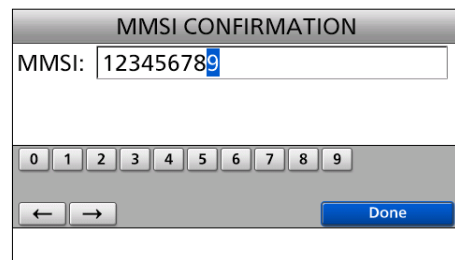 MMSI CONFIRMATION
MMSI: 123456789
0 1 2 3 4 5 6 7 8 9
← → Done